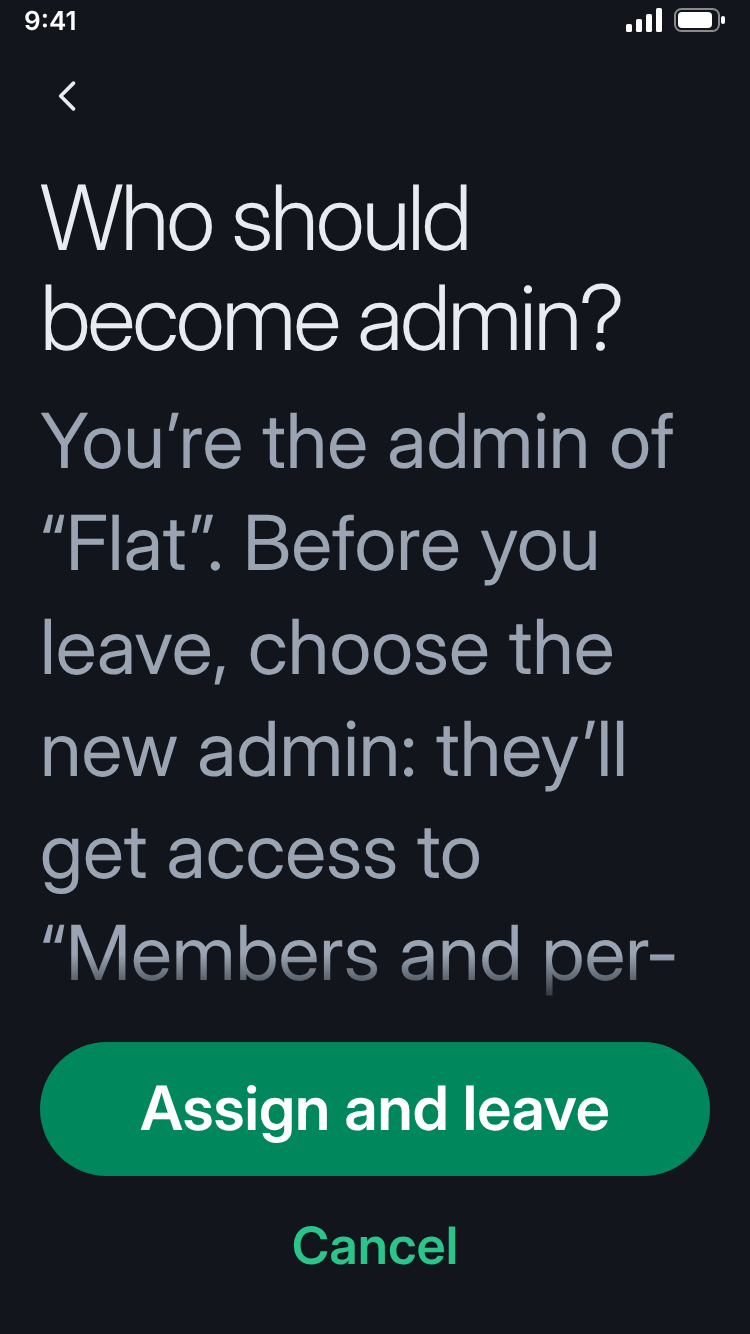 9:41
Who should
become admin?
You’re the admin of
“Flat”. Before you
leave, choose the
new admin: they’ll
get access to
“Members and per-
Assign and leave
Cancel